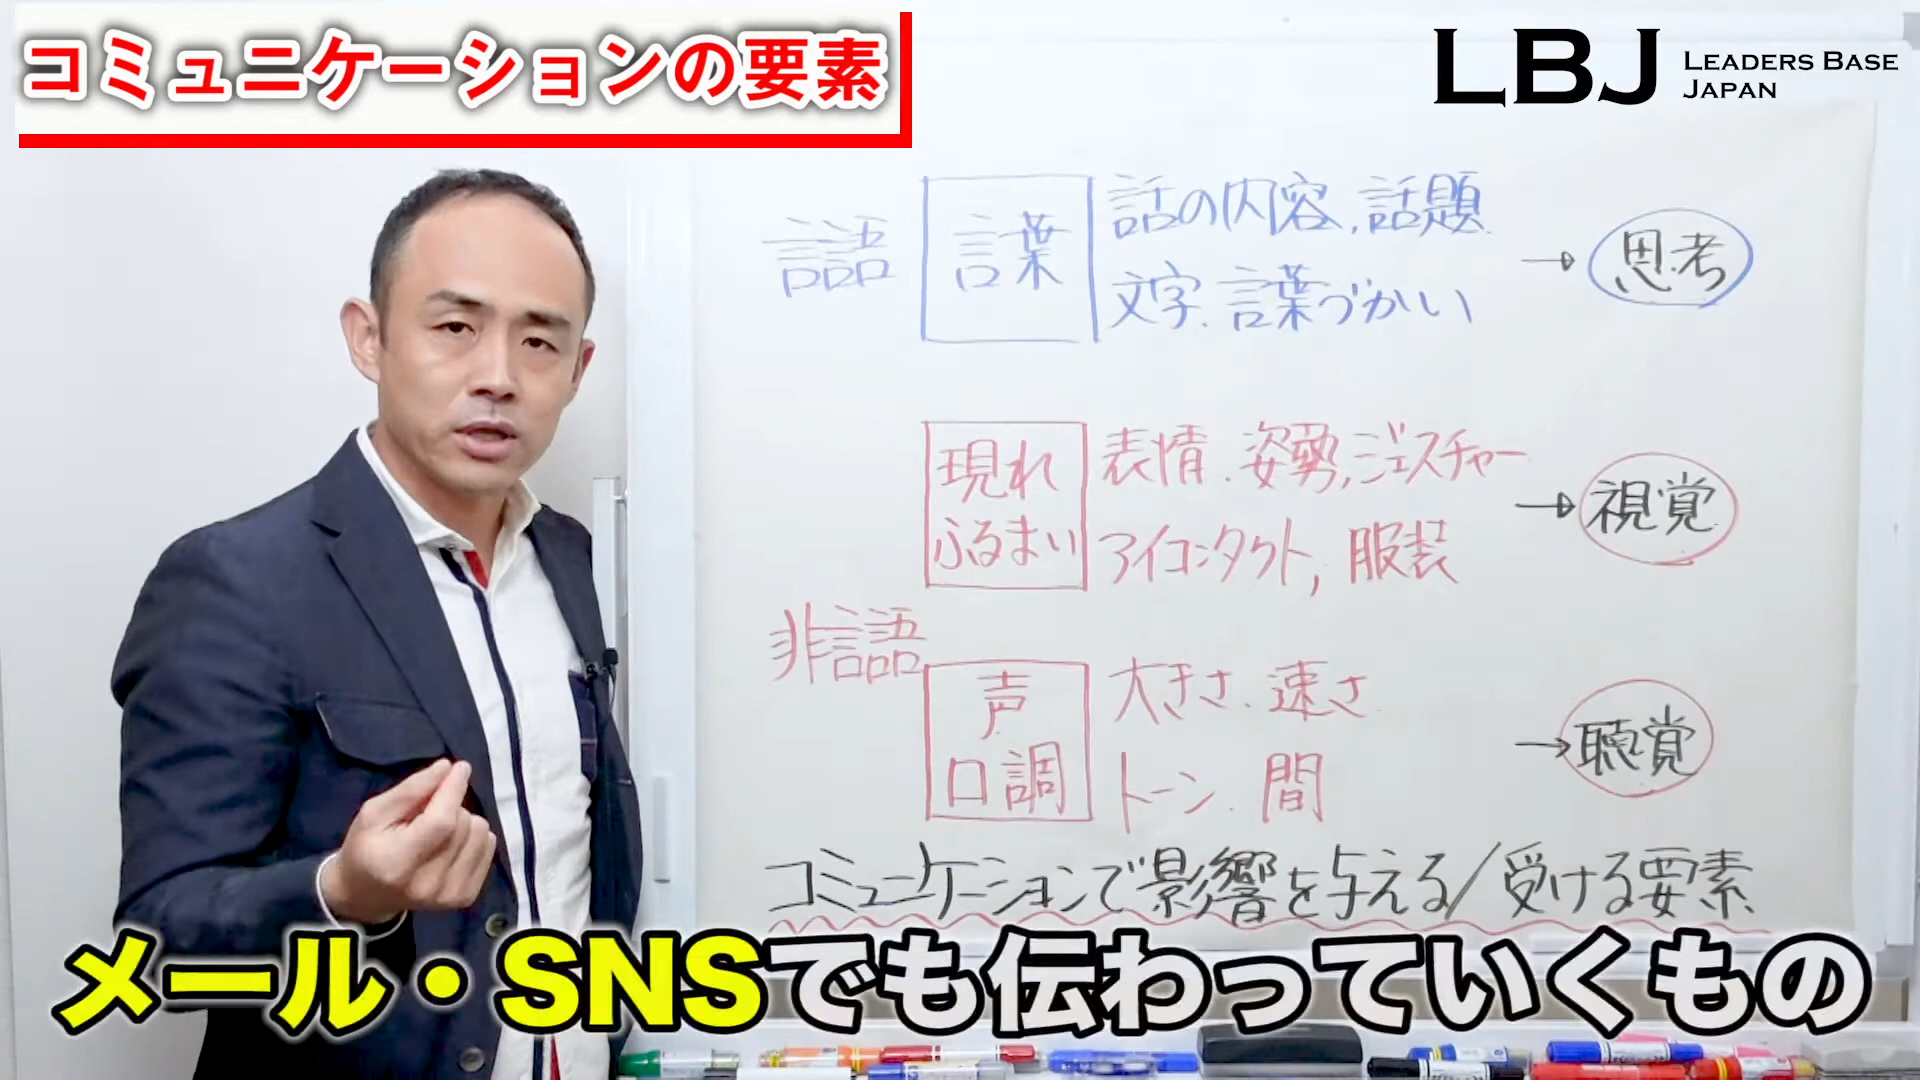 コミュニケーションの要素
LBJ LEADERS BASE
JAPAN
言語
言葉
話の内容,話題
文字.言葉づかい
→思考
現れ
ふるまい
表情.姿勢,ジェスチャー
アイコンタクト,服装
→視覚
非言語
声
口調
大きさ.速さ
トーン.間
→聴覚
コミュニケーションで影響を与える/受ける要素
メール・SNSでも伝わっていくもの